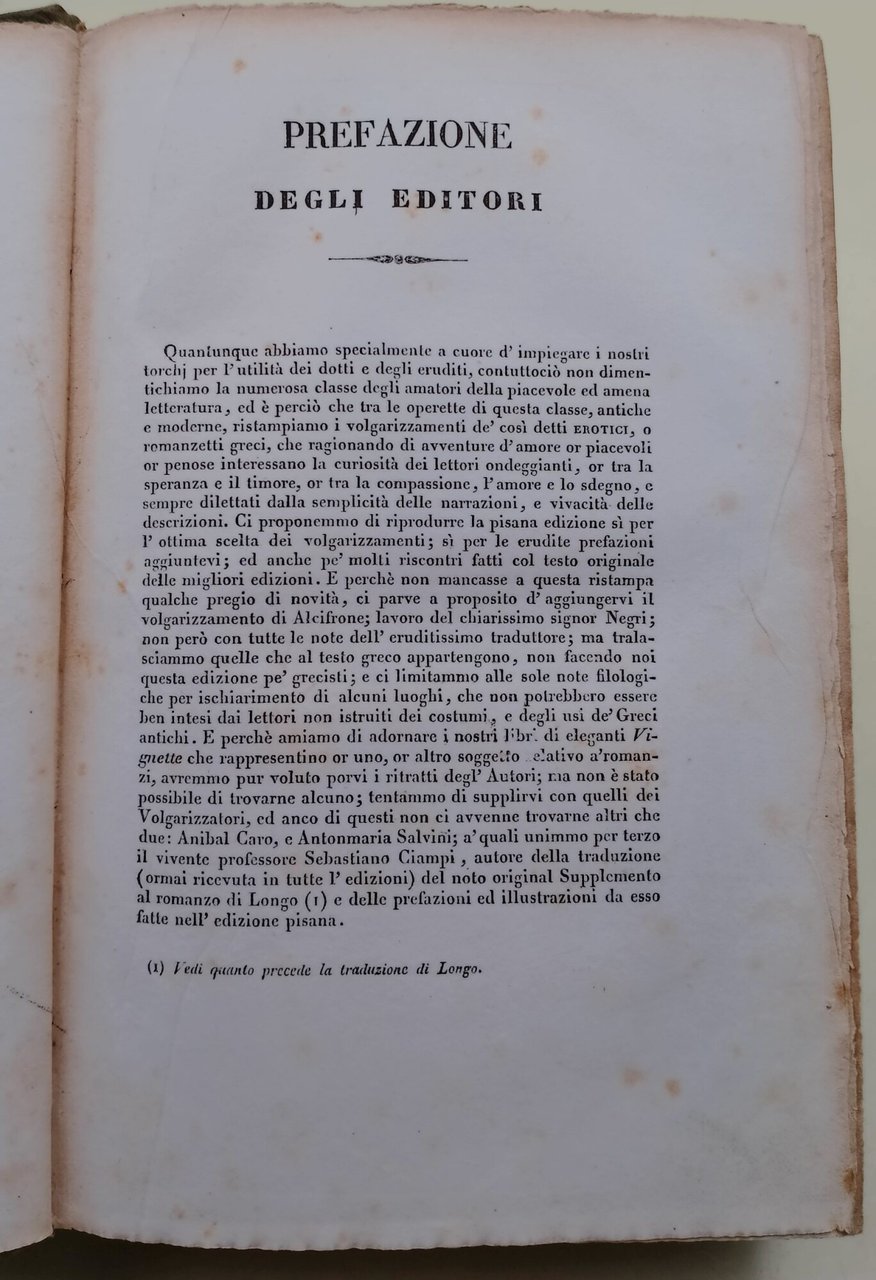 PREFAZIONE
DEGLI EDITORI
Quantunque abbiamo specialmente a cuore d' impiegare i nostri
torchj per l'utilità dei dotti e degli eruditi, contuttociò non dimen-
tichiamo la numerosa classe degli amatori della piacevole ed amena
letteratura, ed è perciò che tra le operette di questa classe, antiche
e moderne, ristampiamo i volgarizzamenti de' così detti EROTICI, o
romanzetti greci, che ragionando di avventure d'amore or piacevoli
or penose interessano la curiosità dei lettori ondeggianti, or tra la
speranza e il timore, or tra la compassione, l'amore e lo sdegno, e
sempre dilettati dalla semplicità delle narrazioni, e vivacità delle
descrizioni. Ci proponemmo di riprodurre la pisana edizione sì per
l' ottima scelta dei volgarizzamenti; sì per le erudite prefazioni
aggiuntevi; ed anche pe' molti riscontri fatti col testo originale
delle migliori edizioni. E perchè non mancasse a questa ristampa
qualche pregio di novità, ci parve a proposito d' aggiungervi il
volgarizzamento di Alcifrone; lavoro del chiarissimo signor Negri;
non però con tutte le note dell' eruditissimo traduttore; ma trala-
sciammo quelle che al testo greco appartengono, non facendo noi
questa edizione pe' grecisti; e ci limitammo alle sole note filologi-
che per ischiarimento di alcuni luoghi, che non potrebbero essere
ben intesi dai lettori non istruiti dei costumi, e degli usi de' Greci
antichi. E perchè amiamo di adornare i nostri libri di eleganti Vi-
gnette che rappresentino or uno, or altro soggetto relativo a'roman-
zi, avremmo pur voluto porvi i ritratti degl' Autori; ma non è stato
possibile di trovarne alcuno; tentammo di supplirvi con quelli dei
Volgarizzatori, ed anco di questi non ci avvenne trovarne altri che
due: Anibal Caro, e Antonmaria Salvini; a' quali unimmo per terzo
il vivente professore Sebastiano Ciampi, autore della traduzione
(ormai ricevuta in tutte l' edizioni) del noto original Supplemento
al romanzo di Longo (1) e delle prefazioni ed illustrazioni da esso
fatte nell' edizione pisana.
(1) Vedi quanto precede la traduzione di Longo.